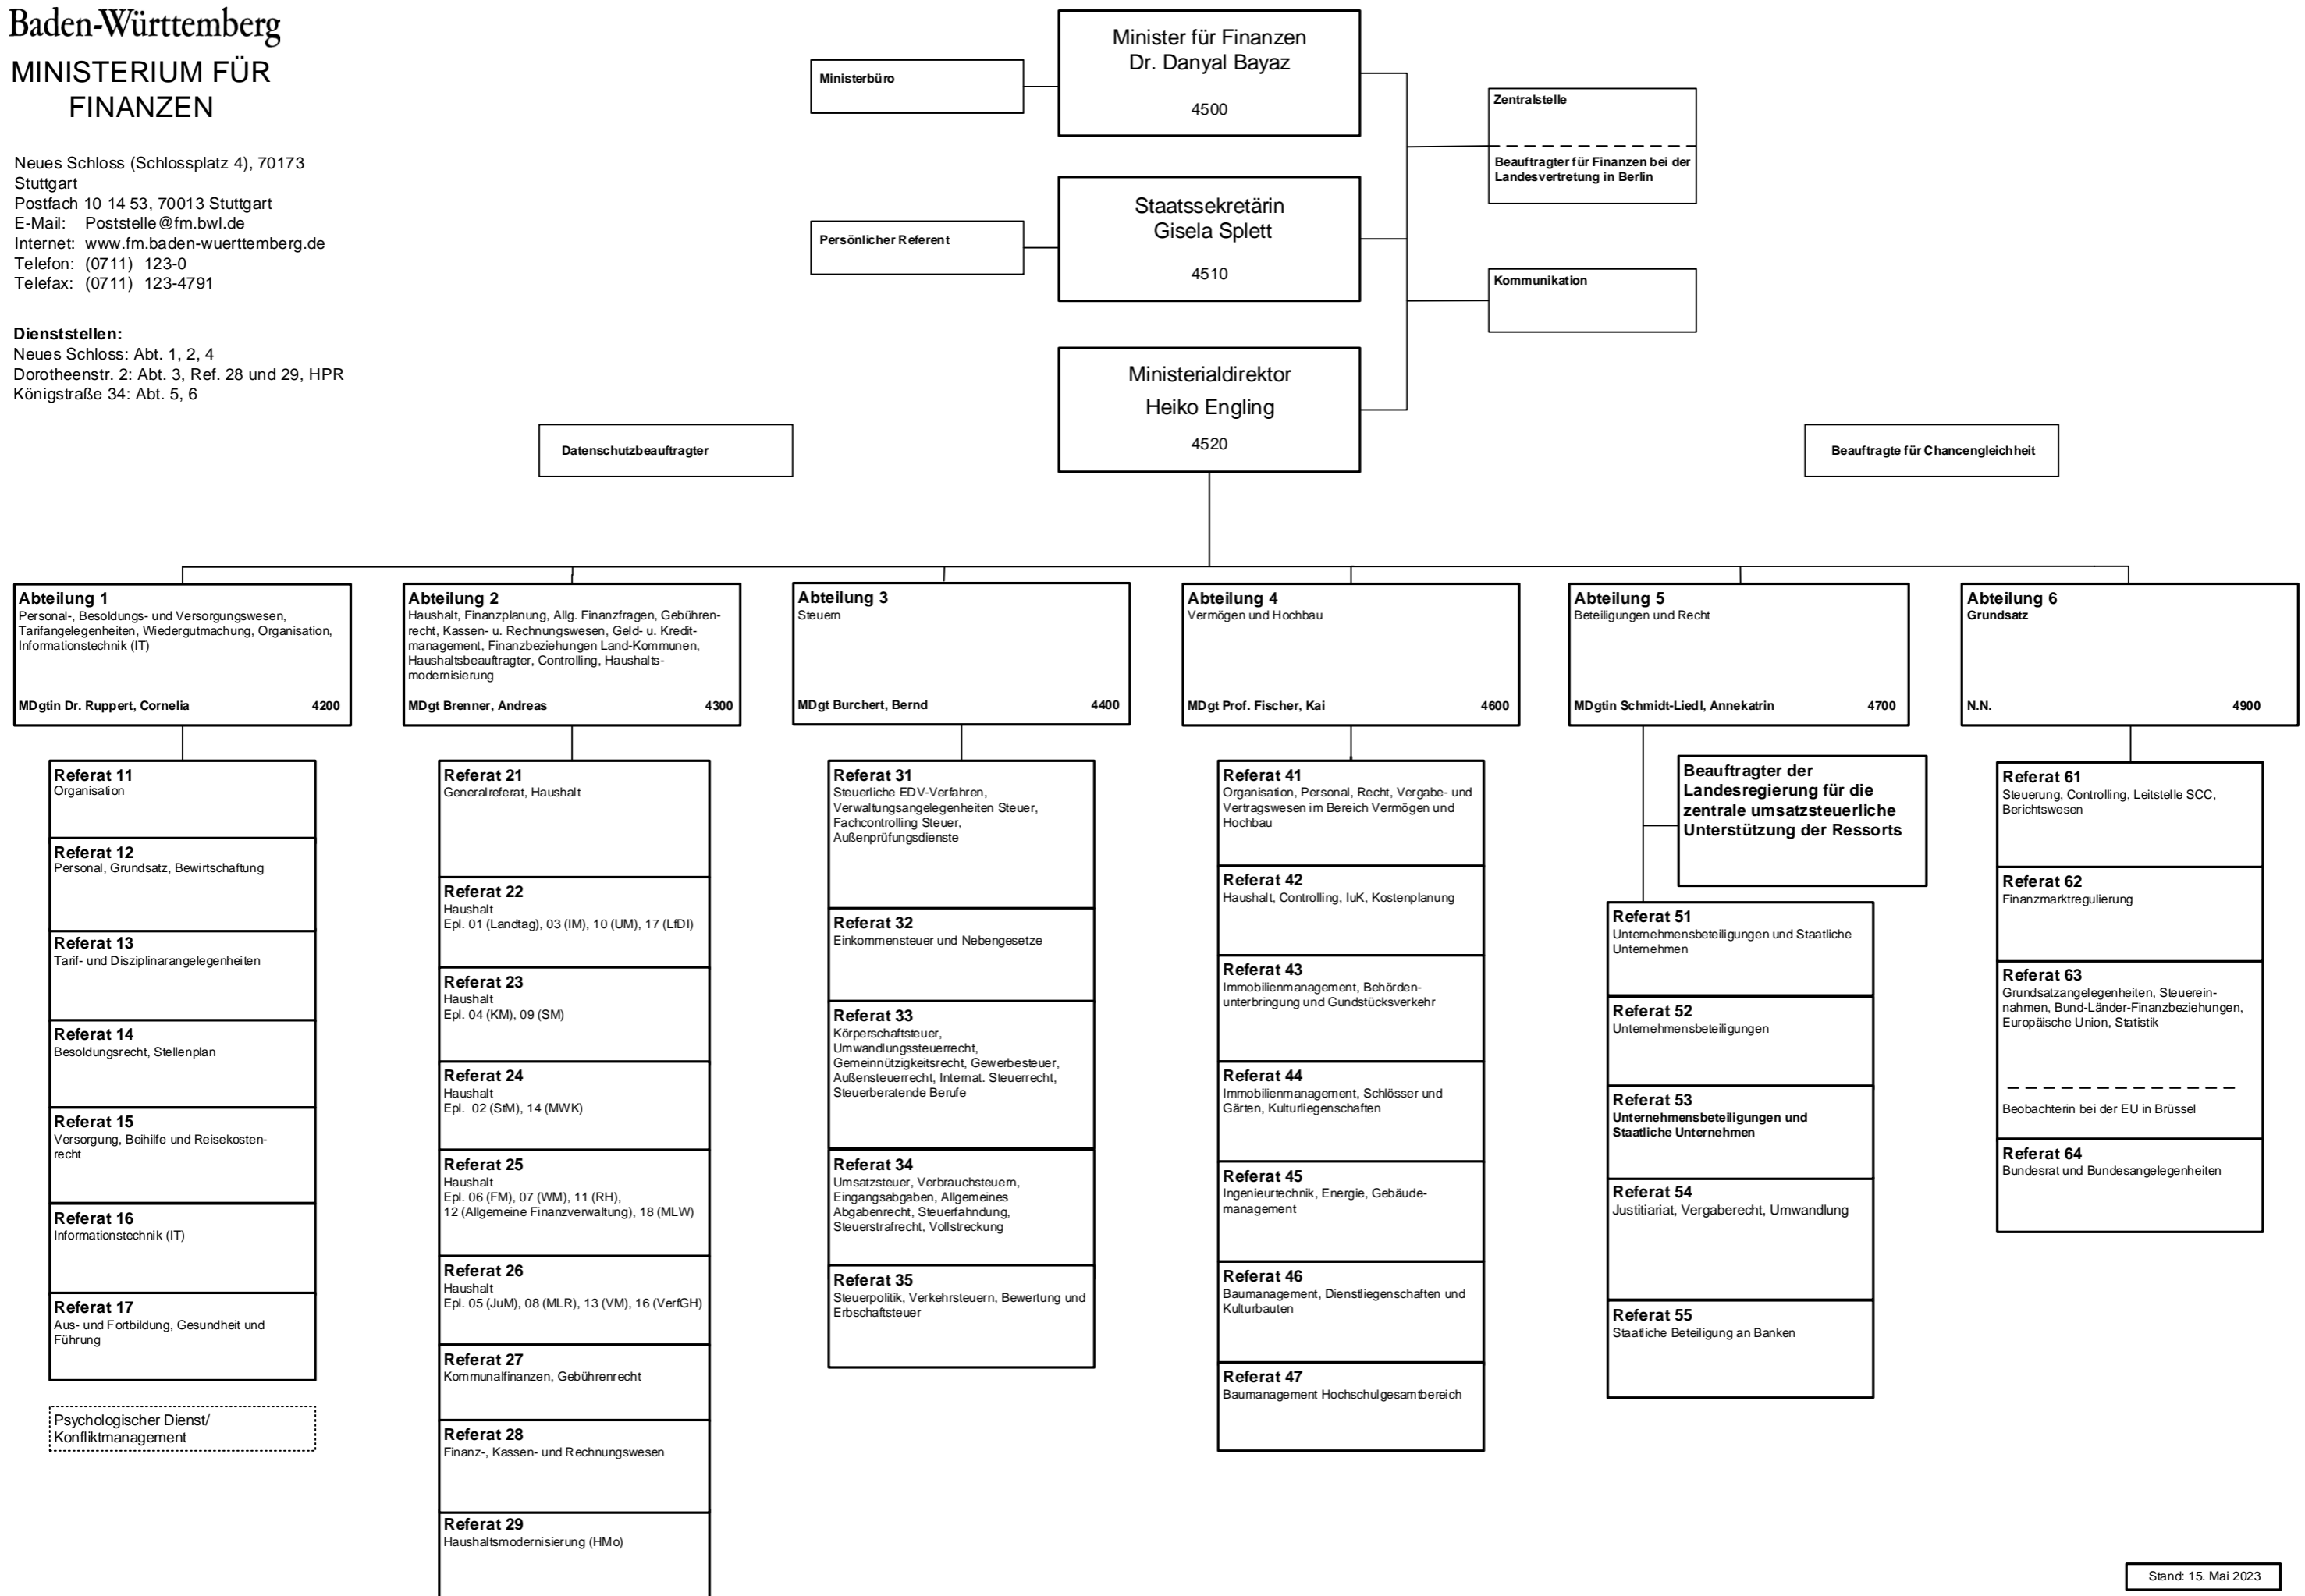 Baden-Württemberg
MINISTERIUM FÜR
FINANZEN
Neues Schloss (Schlossplatz 4), 70173
Stuttgart
Postfach 10 14 53, 70013 Stuttgart
E-Mail: Poststelle@fm.bwl.de
Internet: www.fm.baden-wuerttemberg.de
Telefon: (0711) 123-0
Telefax: (0711) 123-4791
Dienststellen:
Neues Schloss: Abt. 1, 2, 4
Dorotheenstr. 2: Abt. 3, Ref. 28 und 29, HPR
Königstraße 34: Abt. 5, 6
Minister für Finanzen
Dr. Danyal Bayaz
4500
Ministerbüro
Zentralstelle
Beauftragter für Finanzen bei der
Landesvertretung in Berlin
Staatssekretärin
Gisela Splett
4510
Persönlicher Referent
Kommunikation
Ministerialdirektor
Heiko Engling
4520
Datenschutzbeauftragter
Beauftragte für Chancengleichheit
Abteilung 1
Personal-, Besoldungs- und Versorgungswesen,
Tarifangelegenheiten, Wiedergutmachung, Organisation,
Informationstechnik (IT)
MDgtin Dr. Ruppert, Cornelia 4200
Referat 11
Organisation
Referat 12
Personal, Grundsatz, Bewirtschaftung
Referat 13
Tarif- und Disziplinarangelegenheiten
Referat 14
Besoldungsrecht, Stellenplan
Referat 15
Versorgung, Beihilfe und Reisekosten-
recht
Referat 16
Informationstechnik (IT)
Referat 17
Aus- und Fortbildung, Gesundheit und
Führung
Psychologischer Dienst/
Konfliktmanagement
Abteilung 2
Haushalt, Finanzplanung, Allg. Finanzfragen, Gebühren-
recht, Kassen- u. Rechnungswesen, Geld- u. Kredit-
management, Finanzbeziehungen Land-Kommunen,
Haushaltsbeauftragter, Controlling, Haushalts-
modernisierung
MDgt Brenner, Andreas 4300
Referat 21
Generalreferat, Haushalt
Referat 22
Haushalt
Epl. 01 (Landtag), 03 (IM), 10 (UM), 17 (LfDI)
Referat 23
Haushalt
Epl. 04 (KM), 09 (SM)
Referat 24
Haushalt
Epl. 02 (StM), 14 (MWK)
Referat 25
Haushalt
Epl. 06 (FM), 07 (WM), 11 (RH),
12 (Allgemeine Finanzverwaltung), 18 (MLW)
Referat 26
Haushalt
Epl. 05 (JuM), 08 (MLR), 13 (VM), 16 (VerfGH)
Referat 27
Kommunalfinanzen, Gebührenrecht
Referat 28
Finanz-, Kassen- und Rechnungswesen
Referat 29
Haushaltsmodernisierung (HMo)
Abteilung 3
Steuern
MDgt Burchert, Bernd 4400
Referat 31
Steuerliche EDV-Verfahren,
Verwaltungsangelegenheiten Steuer,
Fachcontrolling Steuer,
Außenprüfungsdienste
Referat 32
Einkommensteuer und Nebengesetze
Referat 33
Körperschaftsteuer,
Umwandlungssteuerrecht,
Gemeinnützigkeitsrecht, Gewerbesteuer,
Außensteuerrecht, Internat. Steuerrecht,
Steuerberatende Berufe
Referat 34
Umsatzsteuer, Verbrauchsteuern,
Eingangsabgaben, Allgemeines
Abgabenrecht, Steuerfahndung,
Steuerstrafrecht, Vollstreckung
Referat 35
Steuerpolitik, Verkehrsteuern, Bewertung und
Erbschaftsteuer
Abteilung 4
Vermögen und Hochbau
MDgt Prof. Fischer, Kai 4600
Referat 41
Organisation, Personal, Recht, Vergabe- und
Vertragswesen im Bereich Vermögen und
Hochbau
Referat 42
Haushalt, Controlling, IuK, Kostenplanung
Referat 43
Immobilienmanagement, Behörden-
unterbringung und Gundstücksverkehr
Referat 44
Immobilienmanagement, Schlösser und
Gärten, Kulturliegenschaften
Referat 45
Ingenieurtechnik, Energie, Gebäude-
management
Referat 46
Baumanagement, Dienstliegenschaften und
Kulturbauten
Referat 47
Baumanagement Hochschulgesamtbereich
Abteilung 5
Beteiligungen und Recht
MDgtin Schmidt-Liedl, Annekatrin 4700
Beauftragter der
Landesregierung für die
zentrale umsatzsteuerliche
Unterstützung der Ressorts
Referat 51
Unternehmensbeteiligungen und Staatliche
Unternehmen
Referat 52
Unternehmensbeteiligungen
Referat 53
Unternehmensbeteiligungen und
Staatliche Unternehmen
Referat 54
Justitiariat, Vergaberecht, Umwandlung
Referat 55
Staatliche Beteiligung an Banken
Abteilung 6
Grundsatz
N.N. 4900
Referat 61
Steuerung, Controlling, Leitstelle SCC,
Berichtswesen
Referat 62
Finanzmarktregulierung
Referat 63
Grundsatzangelegenheiten, Steuerein-
nahmen, Bund-Länder-Finanzbeziehungen,
Europäische Union, Statistik
Beobachterin bei der EU in Brüssel
Referat 64
Bundesrat und Bundesangelegenheiten
Stand: 15. Mai 2023